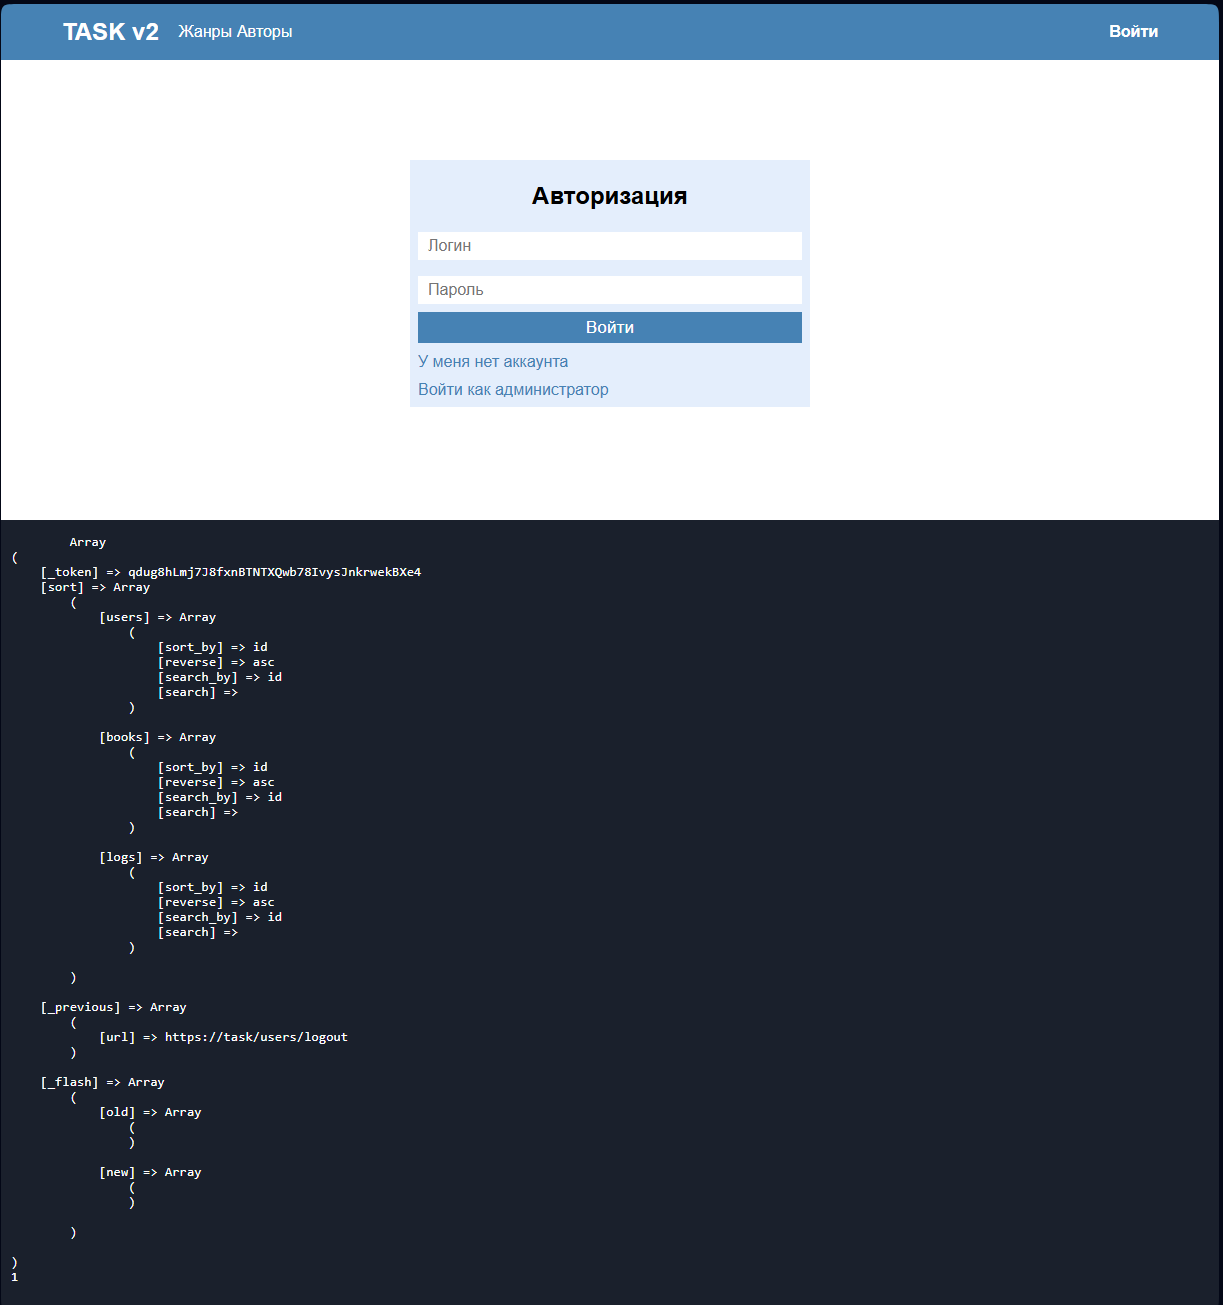 TASK v2 Жанры Авторы Войти
Авторизация
Логин
Пароль
Войти
У меня нет аккаунта
Войти как администратор
Array
(
[_token] => qdug8hLmj7J8fxnBTNTXQwb78IvysJnkrwekBXe4
[sort] => Array
(
[users] => Array
(
[sort_by] => id
[reverse] => asc
[search_by] => id
[search] =>
)
[books] => Array
(
[sort_by] => id
[reverse] => asc
[search_by] => id
[search] =>
)
[logs] => Array
(
[sort_by] => id
[reverse] => asc
[search_by] => id
[search] =>
)
)
[_previous] => Array
(
[url] => https://task/users/logout
)
[_flash] => Array
(
[old] => Array
(
)
[new] => Array
(
)
)
)
1